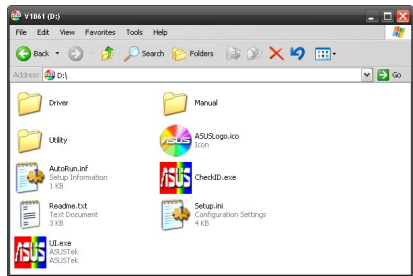 V1061 (D:)
File Edit View Favorites Tools Help
Back Search Folders
Address D:\ Go
Driver Manual
Utility ASUSLogo.ico
Icon
AutoRun.inf
Setup Information
1 KB
CheckID.exe
Readme.txt
Text Document
3 KB
Setup.ini
Configuration Settings
4 KB
UI.exe
ASUSTek
ASUSTek